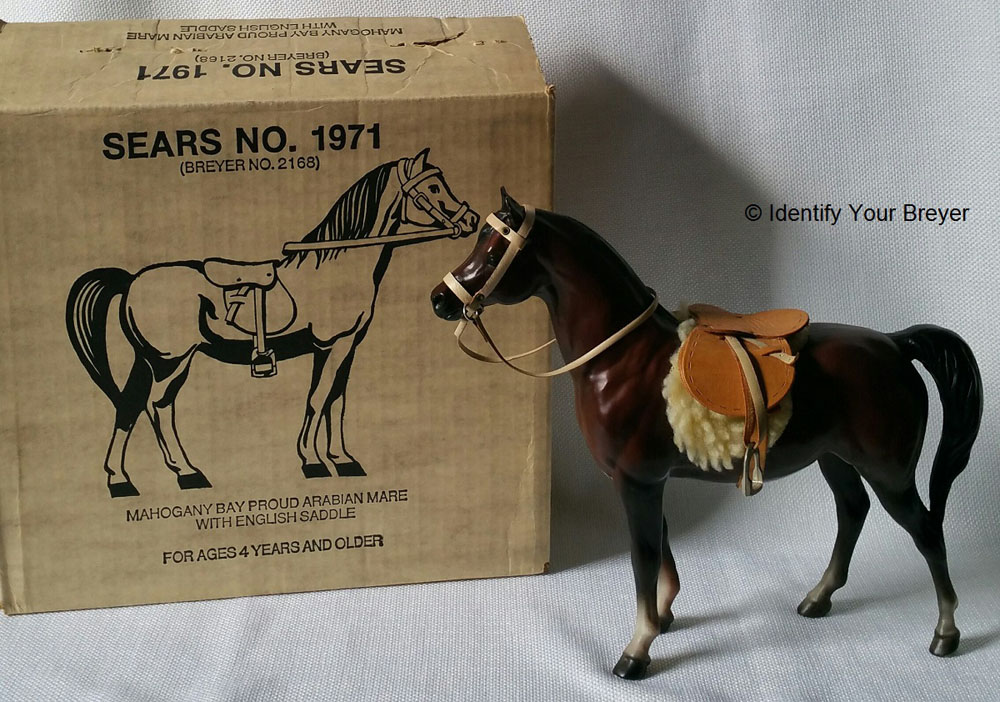 MAHOGANY BAY PROUD ARABIAN MARE
WITH ENGLISH SADDLE
SEARS NO. 1971
(BREYER NO. 2168)
SEARS NO. 1971
(BREYER NO. 2168)
MAHOGANY BAY PROUD ARABIAN MARE
WITH ENGLISH SADDLE
FOR AGES 4 YEARS AND OLDER
© Identify Your Breyer